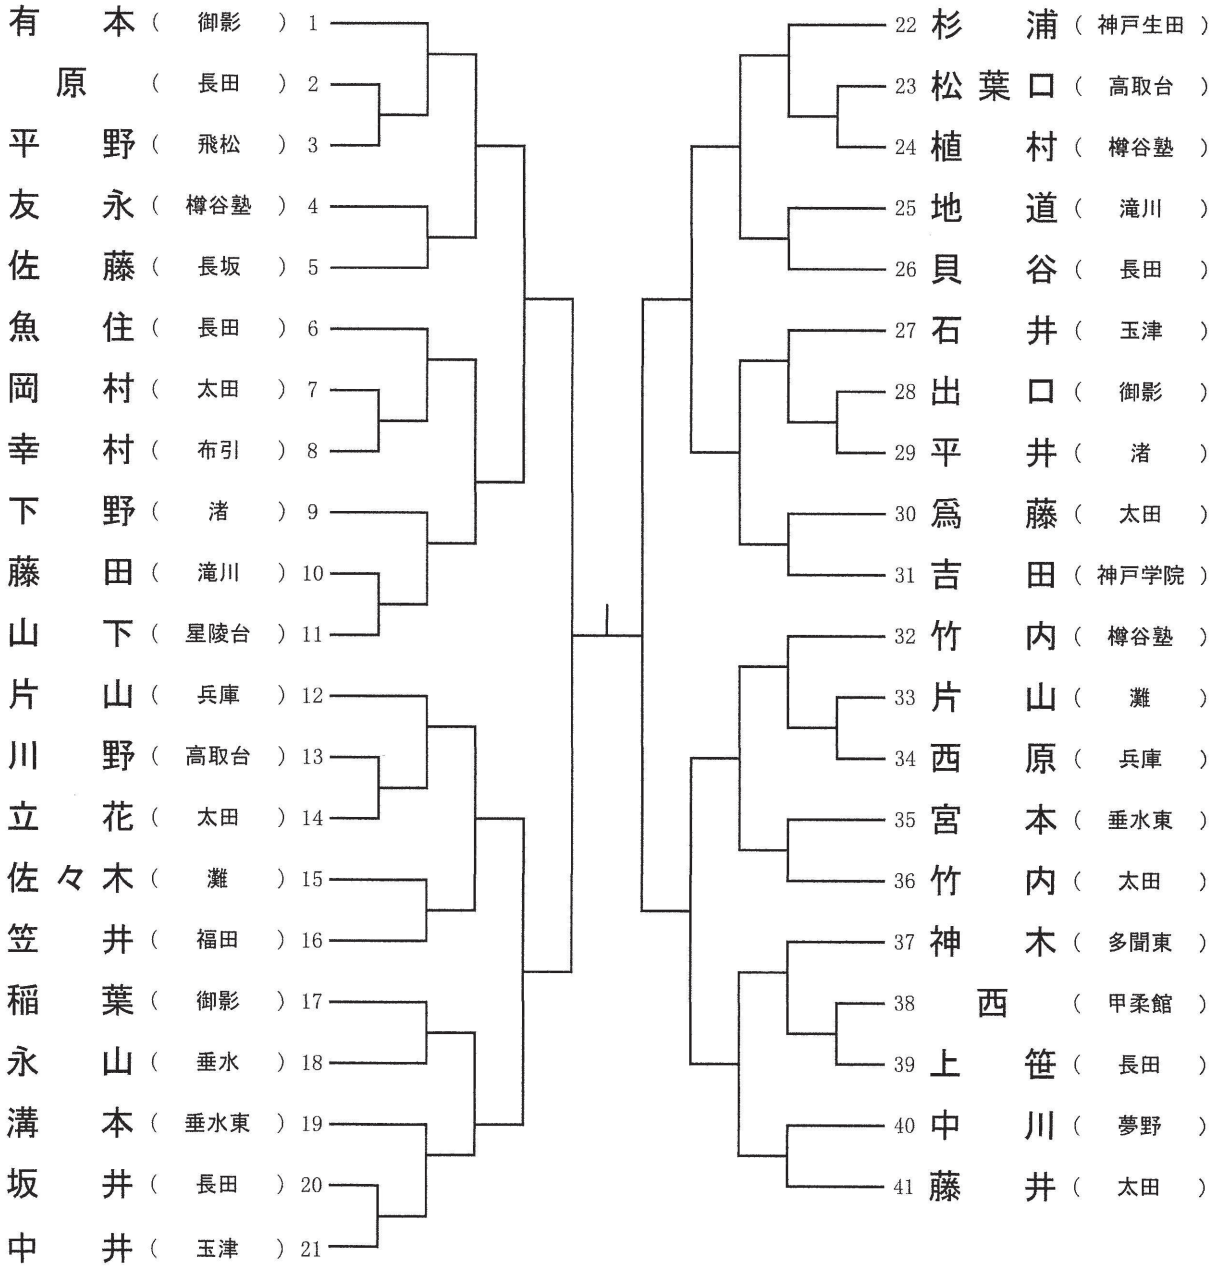 有本（御影）1
原（長田）2
平野（飛松）3
友永（樽谷塾）4
佐藤（長坂）5
魚住（長田）6
岡村（太田）7
幸村（布引）8
下野（渚）9
藤田（滝川）10
山下（星陵台）11
片山（兵庫）12
川野（高取台）13
立花（太田）14
佐々木（灘）15
笠井（福田）16
稲葉（御影）17
永山（垂水）18
溝本（垂水東）19
坂井（長田）20
中井（玉津）21
22 杉浦（神戸生田）
23 松葉口（高取台）
24 植村（樽谷塾）
25 地道（滝川）
26 貝谷（長田）
27 石井（玉津）
28 出口（御影）
29 平井（渚）
30 爲藤（太田）
31 吉田（神戸学院）
32 竹内（樽谷塾）
33 片山（灘）
34 西原（兵庫）
35 宮本（垂水東）
36 竹内（太田）
37 神木（多聞東）
38 西（甲柔館）
39 上笹（長田）
40 中川（夢野）
41 藤井（太田）